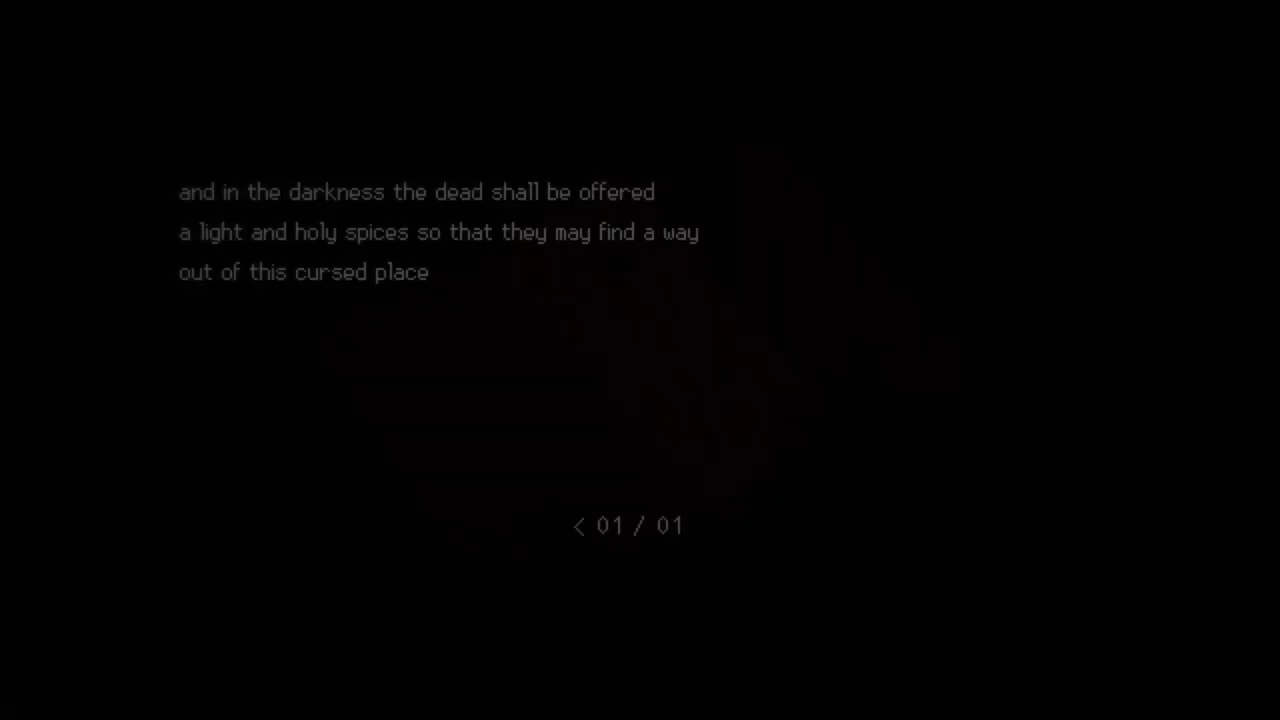 and in the darkness the dead shall be offered
a light and holy spices so that they may find a way
out of this cursed place
< 01 / 01